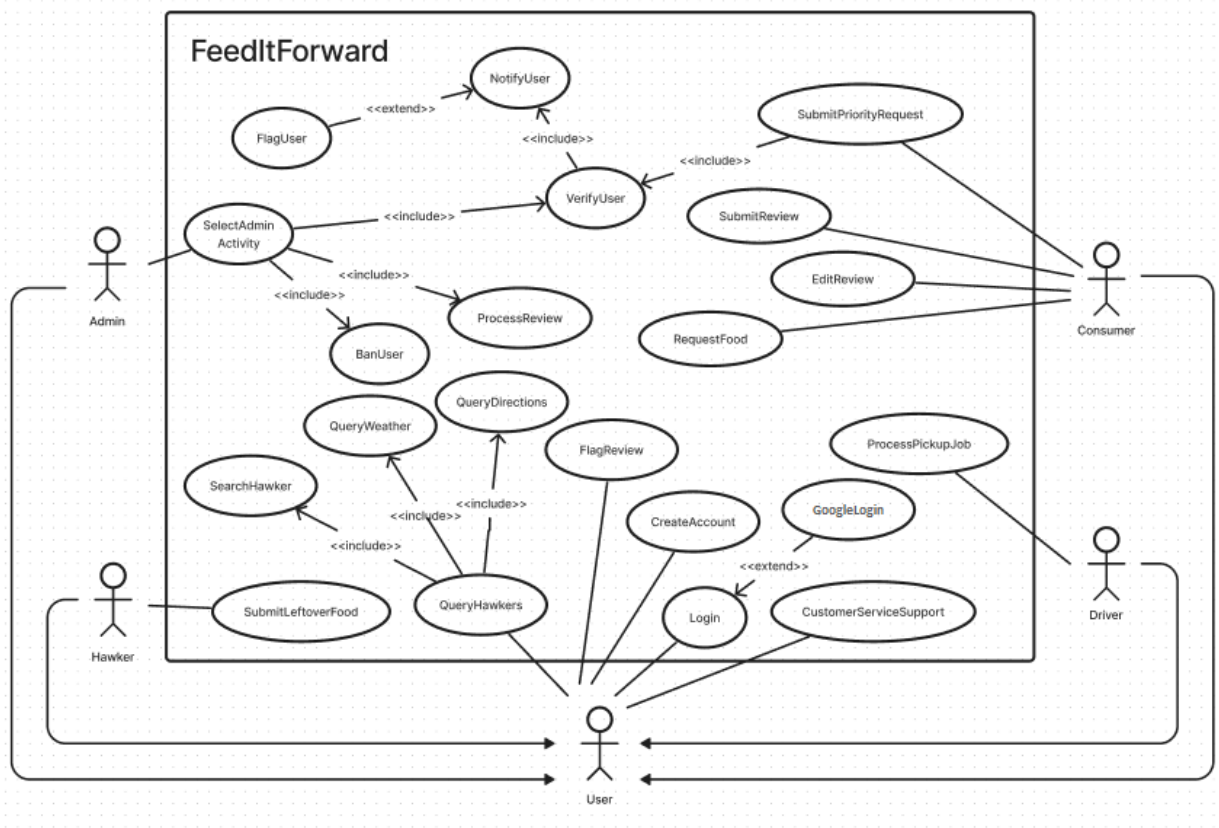 FeedItForward
NotifyUser
<<extend>>
FlagUser
<<include>>
SubmitPriorityRequest
<<include>>
VerifyUser
<<include>>
SelectAdmin
Activity
SubmitReview
<<include>>
<<include>>
EditReview
Admin
ProcessReview
Consumer
RequestFood
BanUser
QueryDirections
QueryWeather
FlagReview
ProcessPickupJob
SearchHawker
<<include>>
<<include>>
GoogleLogin
CreateAccount
<<include>>
<<extend>>
QueryHawkers
SubmitLeftoverFood
Login
CustomerServiceSupport
Driver
Hawker
User